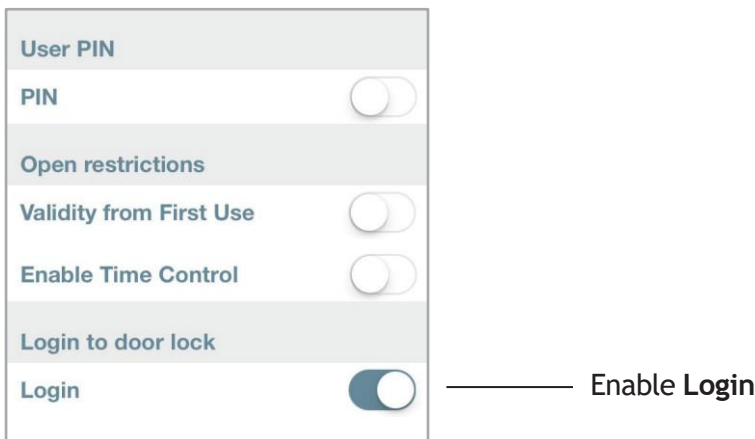 User PIN
PIN
Open restrictions
Validity from First Use
Enable Time Control
Login to door lock
Login
Enable Login